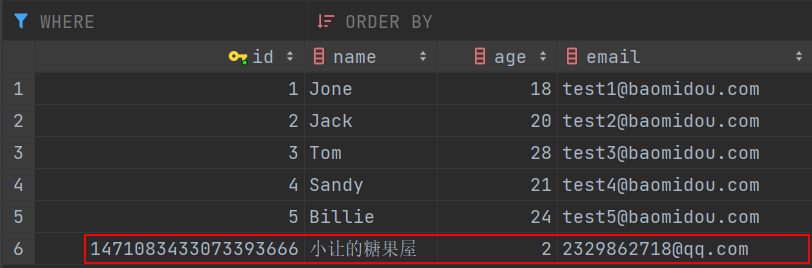 WHERE ORDER BY
id name age email
1 1 Jone 18 test1@baomidou.com
2 2 Jack 20 test2@baomidou.com
3 3 Tom 28 test3@baomidou.com
4 4 Sandy 21 test4@baomidou.com
5 5 Billie 24 test5@baomidou.com
6 1471083433073393666 小让的糖果屋 2 2329862718@qq.com